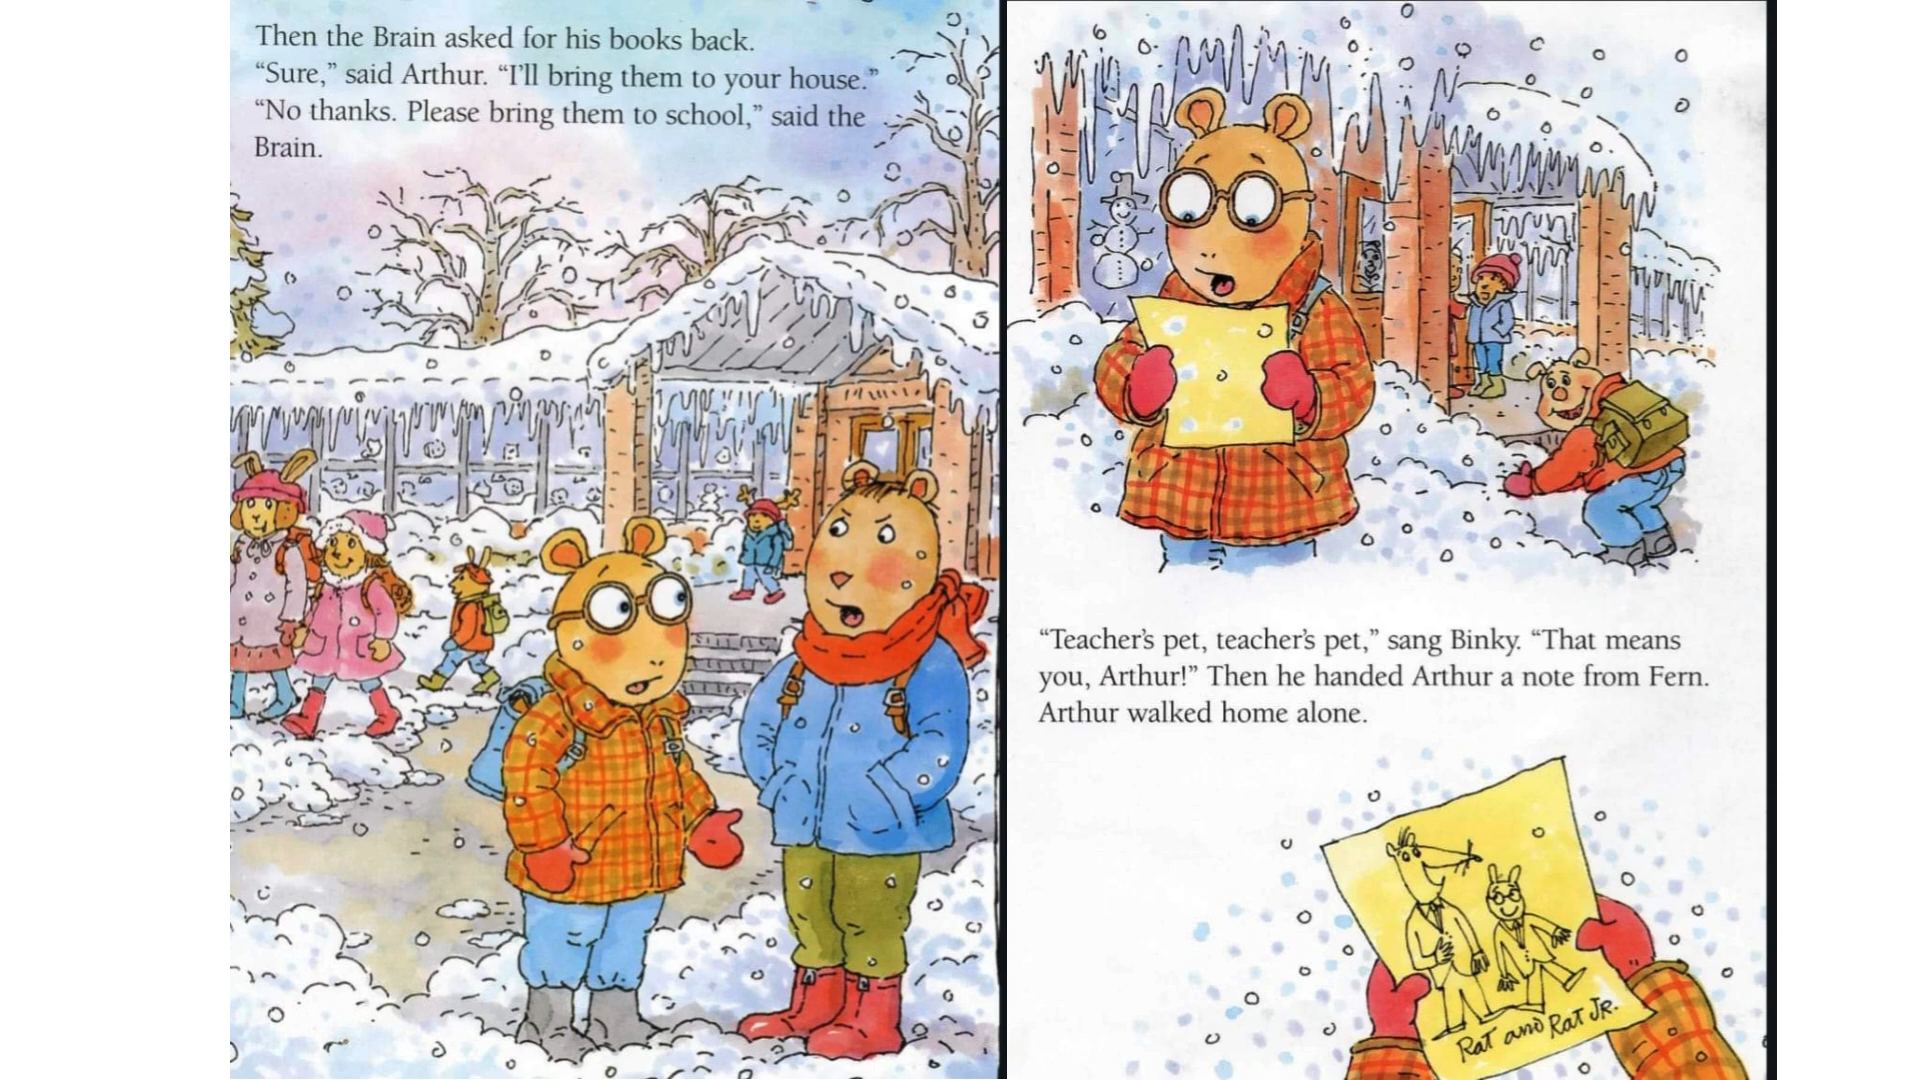 Then the Brain asked for his books back.
“Sure,” said Arthur. “I’ll bring them to your house.”
“No thanks. Please bring them to school,” said the
Brain.
“Teacher’s pet, teacher’s pet,” sang Binky. “That means
you, Arthur!” Then he handed Arthur a note from Fern.
Arthur walked home alone.
Rat and Rat Jr.